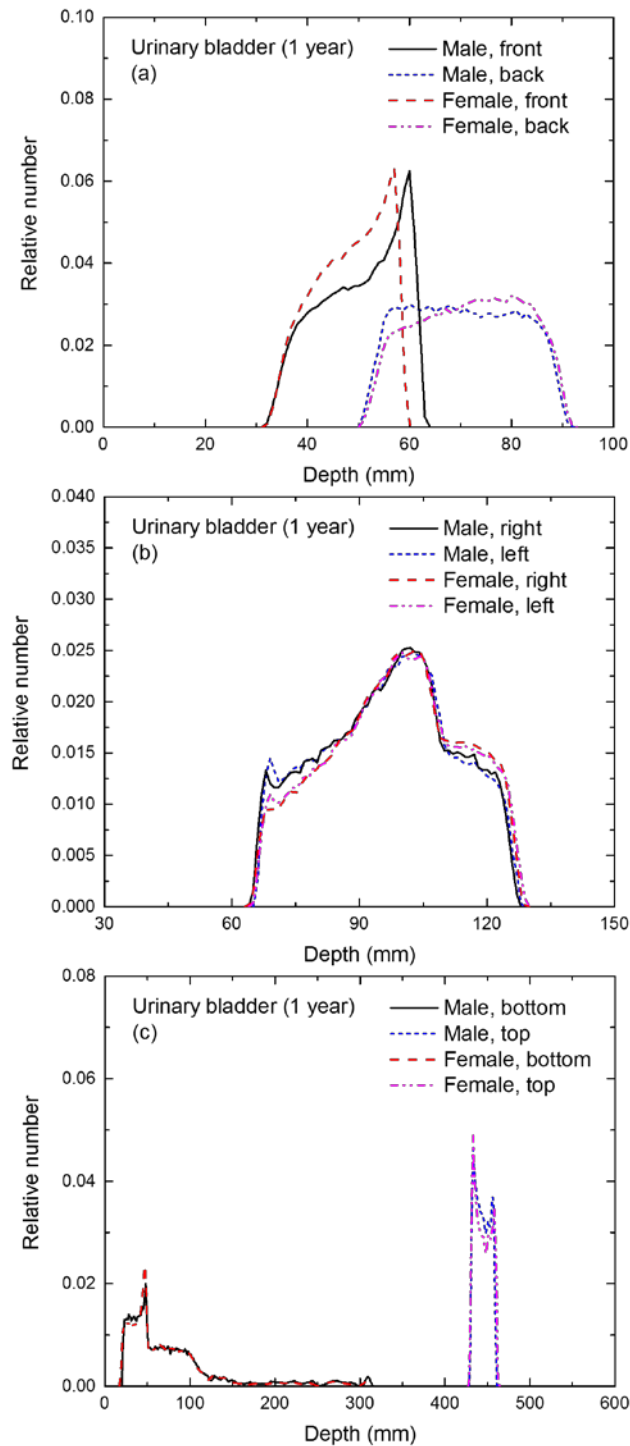 0.10
Urinary bladder (1 year)
(a)
Male, front
Male, back
Female, front
Female, back
0.08
0.06
0.04
0.02
0.00
Relative number
0 20 40 60 80 100
Depth (mm)
0.040
Urinary bladder (1 year)
(b)
Male, right
Male, left
Female, right
Female, left
0.035
0.030
0.025
0.020
0.015
0.010
0.005
0.000
Relative number
30 60 90 120 150
Depth (mm)
0.08
Urinary bladder (1 year)
(c)
Male, bottom
Male, top
Female, bottom
Female, top
0.06
0.04
0.02
0.00
Relative number
0 100 200 300 400 500 600
Depth (mm)